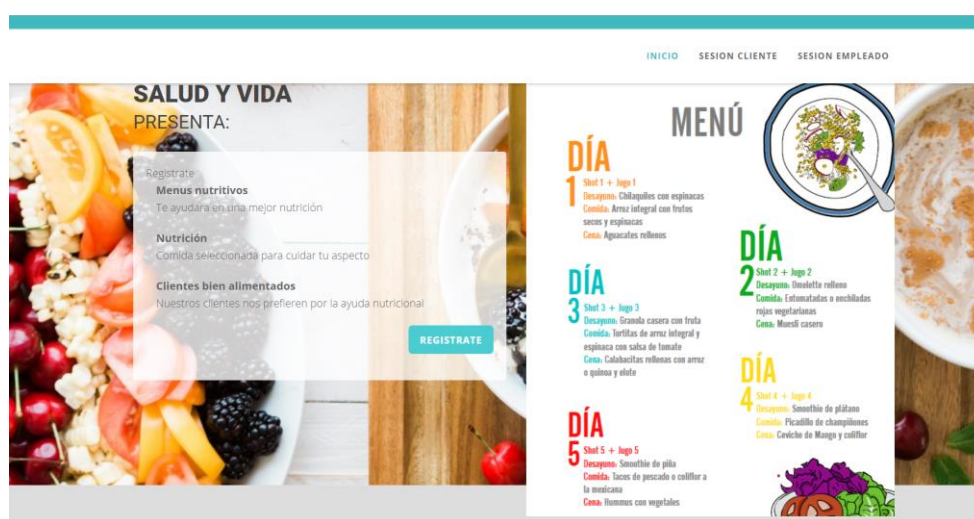 INICIO SESION CLIENTE SESION EMPLEADO
SALUD Y VIDA
PRESENTA:
Registrate
Menus nutritivos
Te ayudara en una mejor nutrición
Nutrición
Comida seleccionada para cuidar tu aspecto
Clientes bien alimentados
Nuestros clientes nos prefieren por la ayuda nutricional
REGISTRATE
MENÚ
DÍA
1
Shot 1 + Jugo 1
Desayuno: Chilaquiles con espinacas
Comida: Arroz integral con frutos
secos y espinacas
Cena: Aguacates rellenos
DÍA
2
Shot 2 + Jugo 2
Desayuno: Omelette relleno
Comida: Entomatadas o enchiladas
rojas vegetarianas
Cena: Muesli casero
DÍA
3
Shot 3 + Jugo 3
Desayuno: Granola casera con fruta
Comida: Tortitas de arroz integral y
espinaca con salsa de tomate
Cena: Calabacitas rellenas con arroz
o quinoa y elote
DÍA
4
Shot 4 + Jugo 4
Desayuno: Smoothie de plátano
Comida: Picadillo de champiñones
Cena: Ceviche de Mango y coliflor
DÍA
5
Shot 5 + Jugo 5
Desayuno: Smoothie de piña
Comida: Tacos de pescado o coliflor a
la mexicana
Cena: Hummus con vegetales